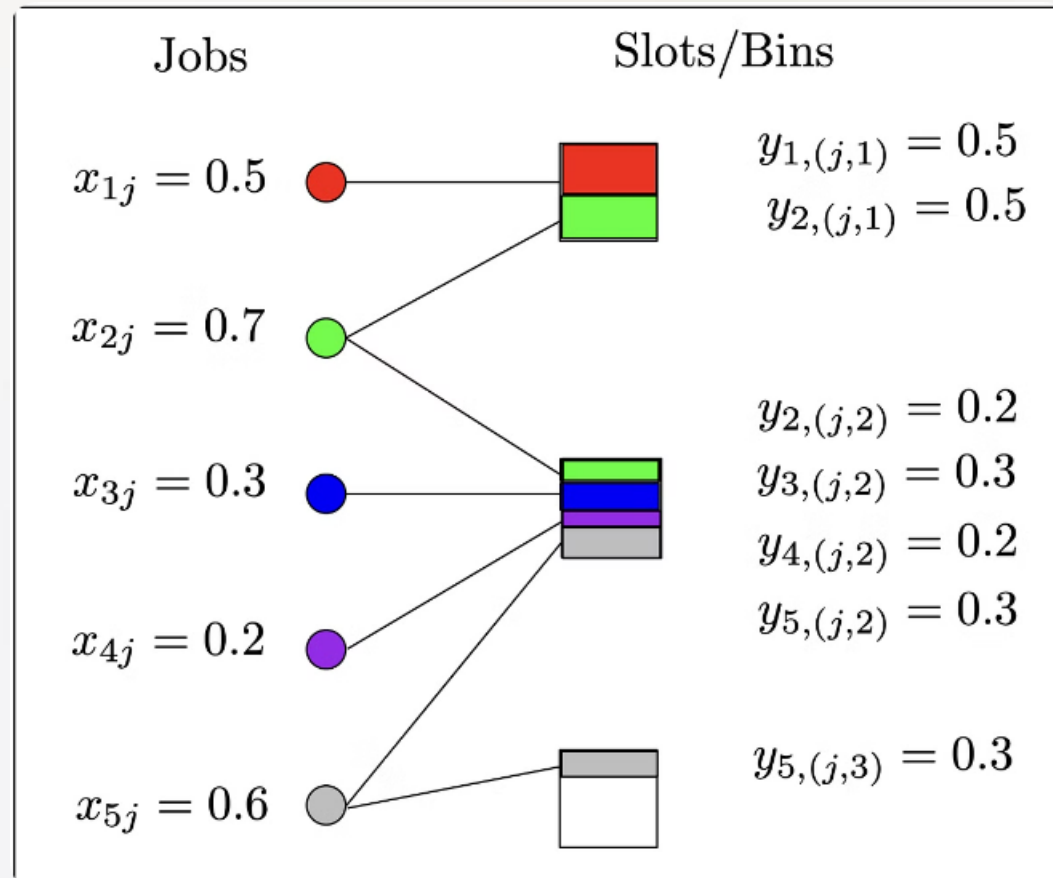 Jobs
Slots/Bins
x_{1j} = 0.5
y_{1,(j,1)} = 0.5
y_{2,(j,1)} = 0.5
x_{2j} = 0.7
y_{2,(j,2)} = 0.2
x_{3j} = 0.3
y_{3,(j,2)} = 0.3
y_{4,(j,2)} = 0.2
y_{5,(j,2)} = 0.3
x_{4j} = 0.2
y_{5,(j,3)} = 0.3
x_{5j} = 0.6